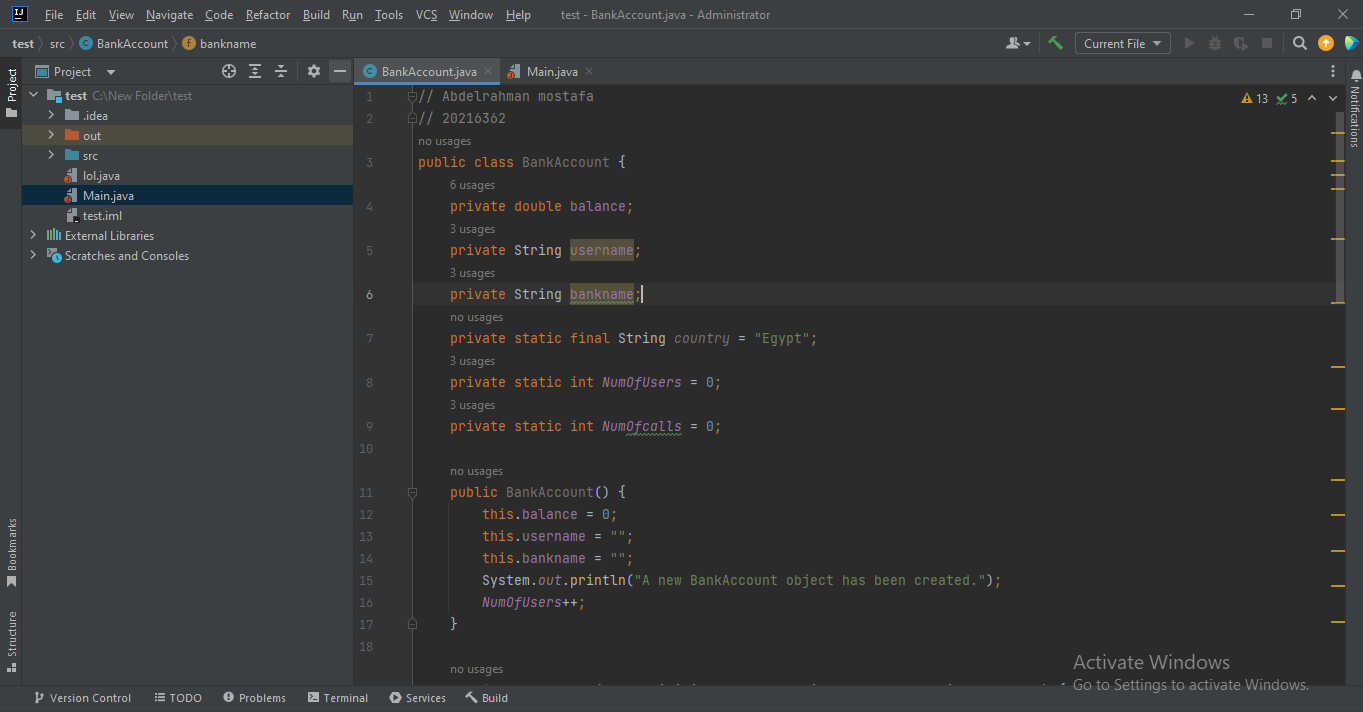 File Edit View Navigate Code Refactor Build Run Tools VCS Window Help test - BankAccount.java - Administrator
test src BankAccount bankname Current File
Project
Project BankAccount.java Main.java
Notifications
test C:\New Folder\test
.idea
out
src
lol.java
Main.java
test.iml
External Libraries
Scratches and Consoles
13 5
1 // Abdelrahman mostafa
2 // 20216362
no usages
3 public class BankAccount {
6 usages
4 private double balance;
3 usages
5 private String username;
3 usages
6 private String bankname;
no usages
7 private static final String country = "Egypt";
3 usages
8 private static int NumOfUsers = 0;
3 usages
9 private static int NumOfcalls = 0;
10
no usages
11 public BankAccount() {
12 this.balance = 0;
13 this.username = "";
14 this.bankname = "";
15 System.out.println("A new BankAccount object has been created.");
16 NumOfUsers++;
17 }
18
no usages
Bookmarks
Structure
Activate Windows
Go to Settings to activate Windows.
Version Control TODO Problems Terminal Services Build